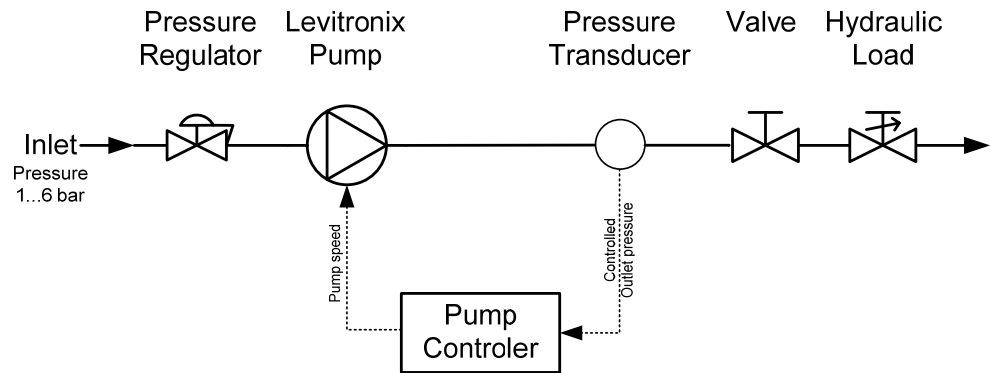 Pressure
Regulator
Levitronix
Pump
Pressure
Transducer
Valve
Hydraulic
Load
Inlet
Pressure
1...6 bar
Pump speed
Controlled
Outlet pressure
Pump
Controler